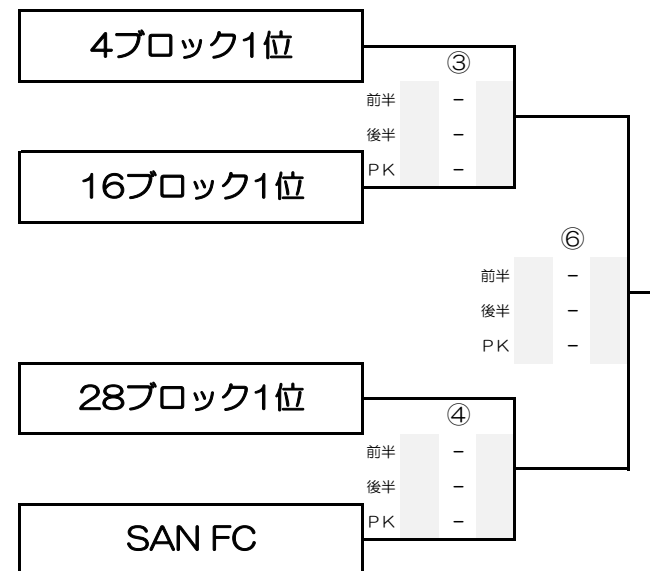 4ブロック1位
③
前半 -
後半 -
PK -
16ブロック1位
⑥
前半 -
後半 -
PK -
28ブロック1位
④
前半 -
後半 -
PK -
SAN FC